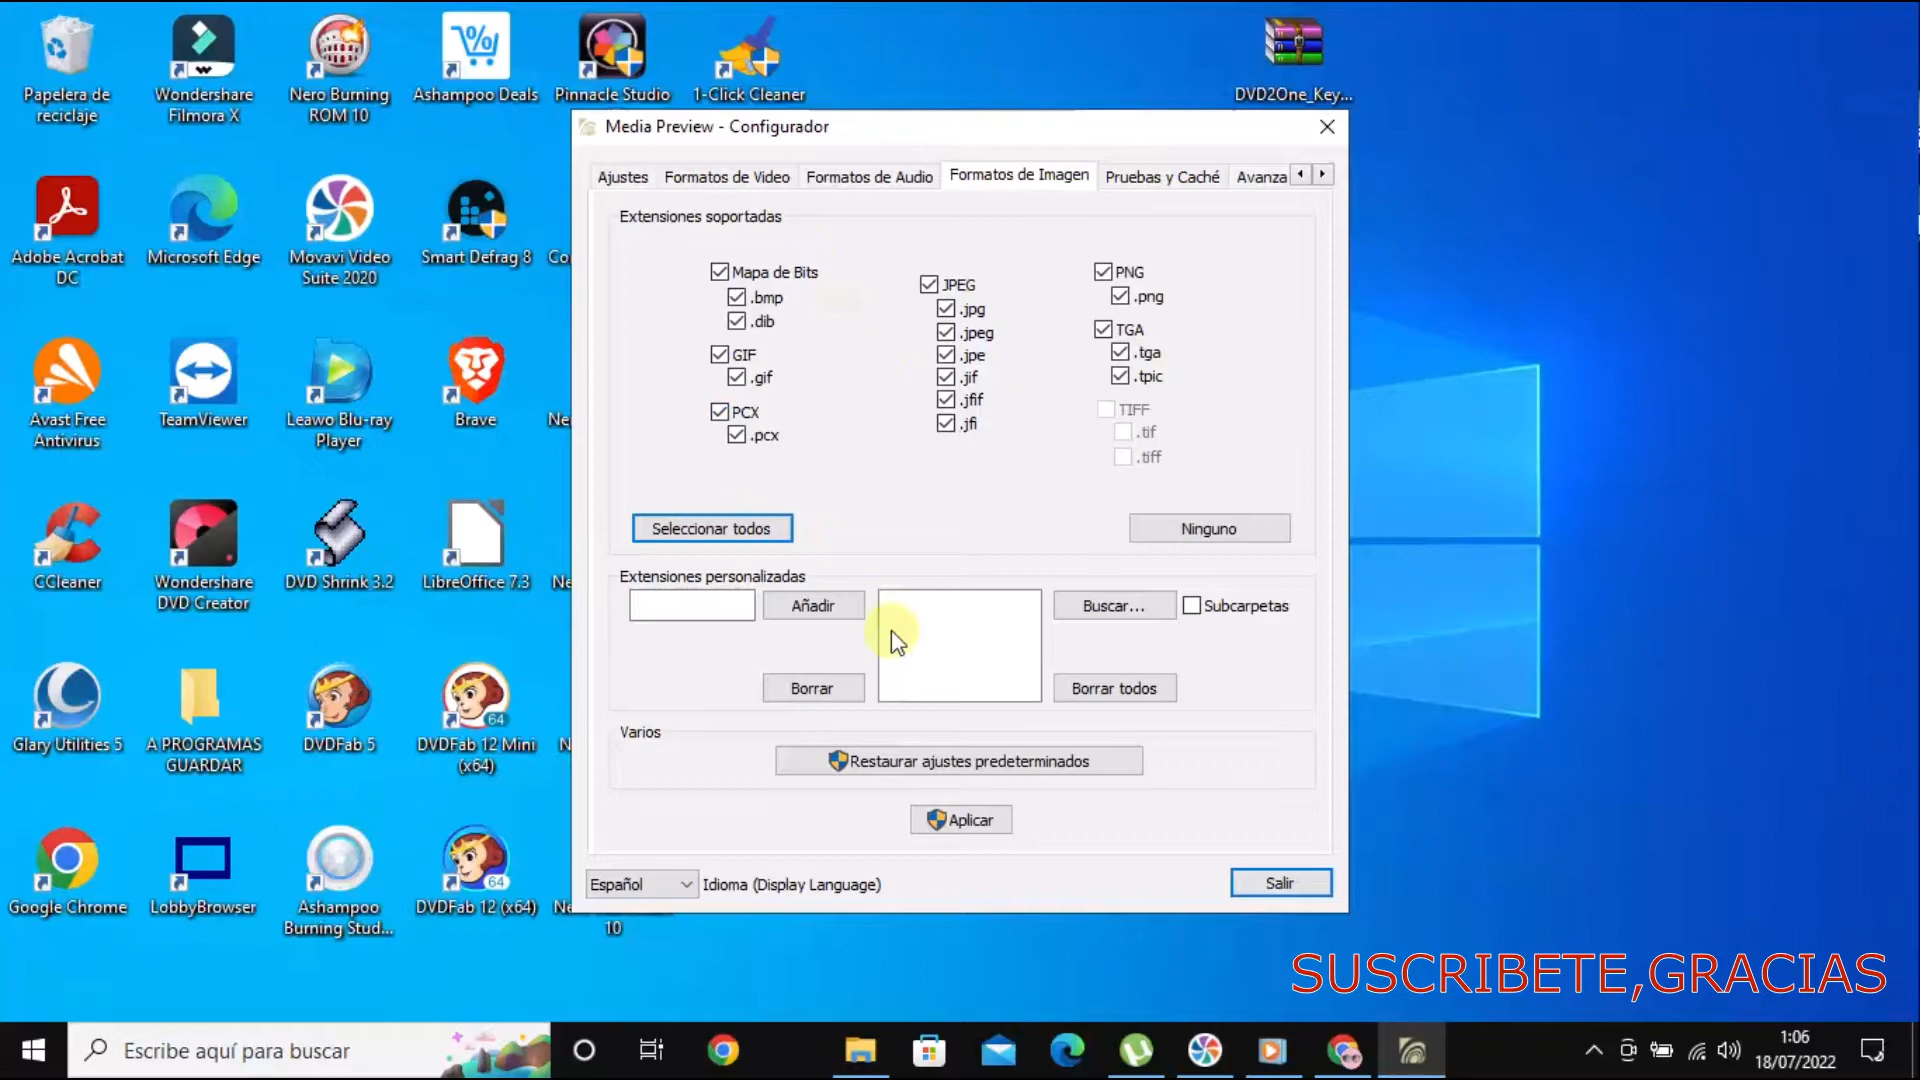 Papelera de
reciclaje
Wondershare
Filmora X
Nero Burning
ROM 10
Ashampoo Deals
Pinnacle Studio
1-Click Cleaner
DVD2One_Key...
Adobe Acrobat
DC
Microsoft Edge
Movavi Video
Suite 2020
Smart Defrag 8
Co
Avast Free
Antivirus
TeamViewer
Leawo Blu-ray
Player
Brave
Ne
CCleaner
Wondershare
DVD Creator
DVD Shrink 3.2
LibreOffice 7.3
Ne
Glary Utilities 5
A PROGRAMAS
GUARDAR
DVDFab 5
64
DVDFab 12 Mini
(x64)
N
Google Chrome
LobbyBrowser
Ashampoo
Burning Stud...
64
DVDFab 12 (x64)
Ne
10
Media Preview - Configurador
Ajustes
Formatos de Video
Formatos de Audio
Formatos de Imagen
Pruebas y Caché
Avanza
Extensiones soportadas
Mapa de Bits
.bmp
.dib
GIF
.gif
PCX
.pcx
JPEG
.jpg
.jpeg
.jpe
.jif
.jfif
.jfi
PNG
.png
TGA
.tga
.tpic
TIFF
.tif
.tiff
Seleccionar todos
Ninguno
Extensiones personalizadas
Añadir
Buscar...
Subcarpetas
Borrar
Borrar todos
Varios
Restaurar ajustes predeterminados
Aplicar
Español
Idioma (Display Language)
Salir
SUSCRIBETE,GRACIAS
Escribe aquí para buscar
1:06
18/07/2022